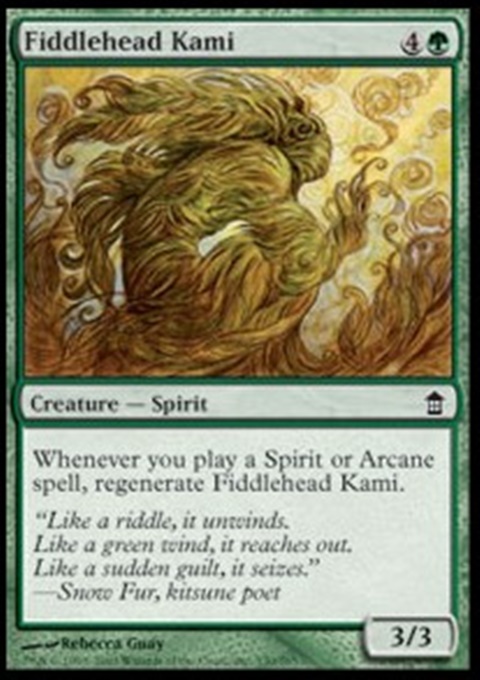 Fiddlehead Kami 4
Creature — Spirit
Whenever you play a Spirit or Arcane
spell, regenerate Fiddlehead Kami.
“Like a riddle, it unwinds.
Like a green wind, it reaches out.
Like a sudden guilt, it seizes.”
—Snow Fur, kitsune poet
Rebecca Guay
3/3